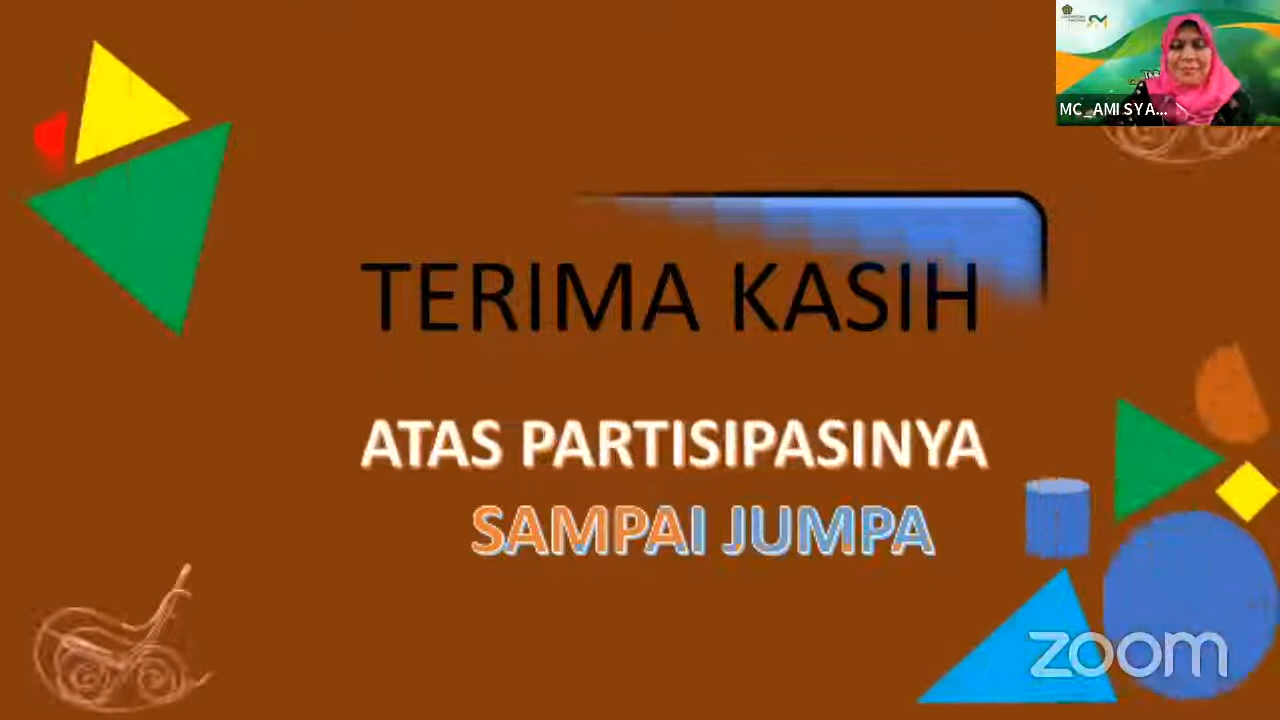 MC_AMI SYA...
TERIMA KASIH
ATAS PARTISIPASINYA
SAMPAI JUMPA
zoom